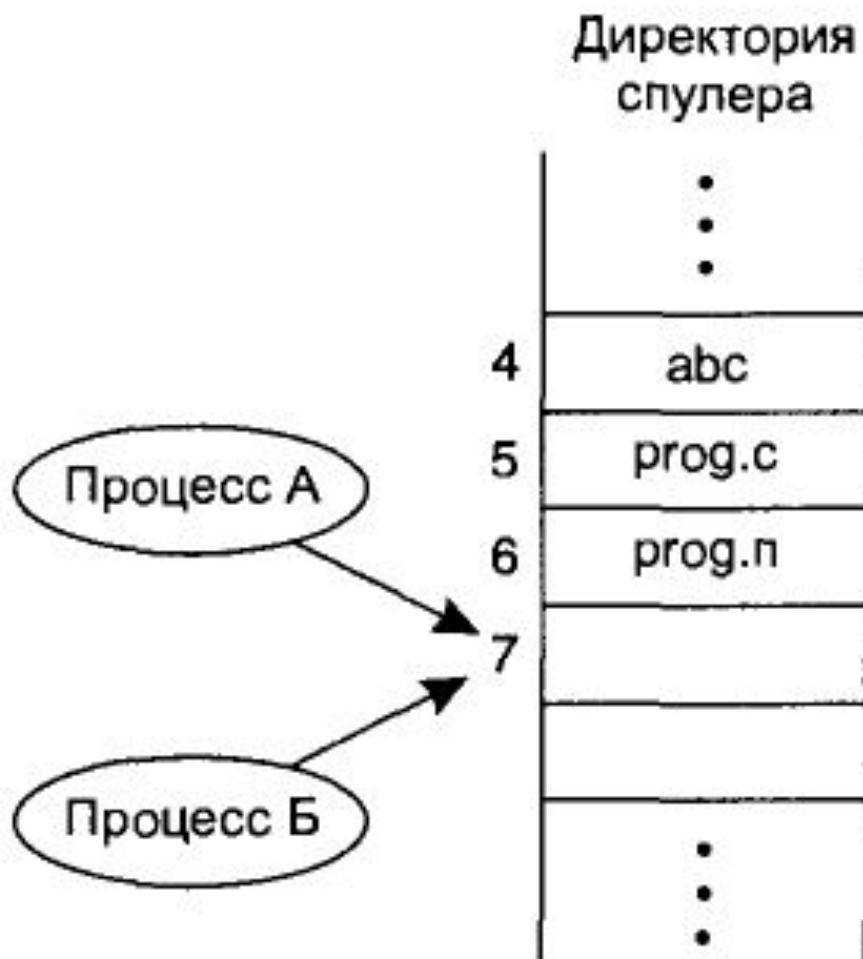 Директория
спулера
4 abc
5 prog.c
6 prog.п
7
Процесс А
Процесс Б